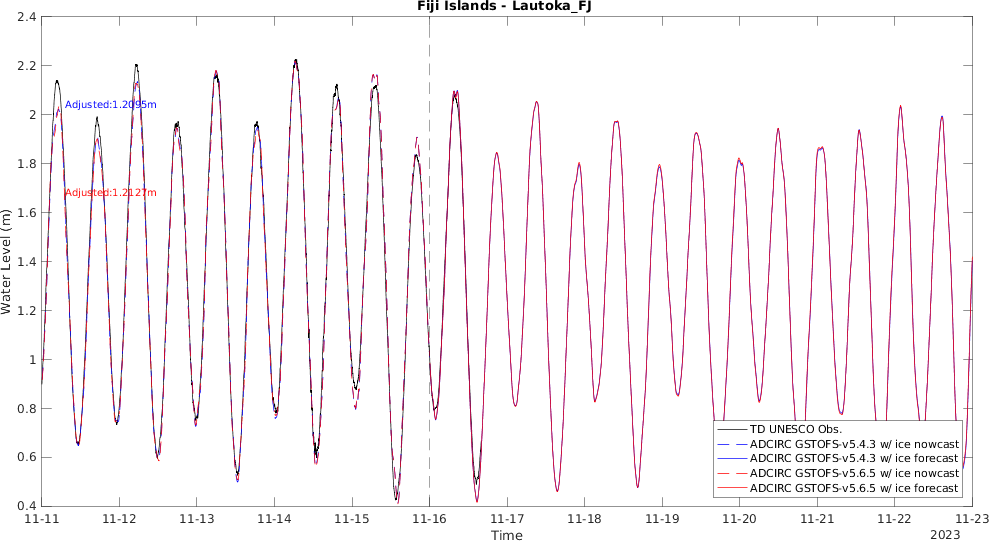 Fiji Islands - Lautoka_FJ
2.4
2.2
2
1.8
1.6
1.4
1.2
1
0.8
0.6
0.4
Water Level (m)
Adjusted:1.2095m
Adjusted:1.2127m
TD UNESCO Obs.
ADCIRC GSTOFS-v5.4.3 w/ ice nowcast
ADCIRC GSTOFS-v5.4.3 w/ ice forecast
ADCIRC GSTOFS-v5.6.5 w/ ice nowcast
ADCIRC GSTOFS-v5.6.5 w/ ice forecast
11-11 11-12 11-13 11-14 11-15 11-16 11-17 11-18 11-19 11-20 11-21 11-22 11-23
Time
2023